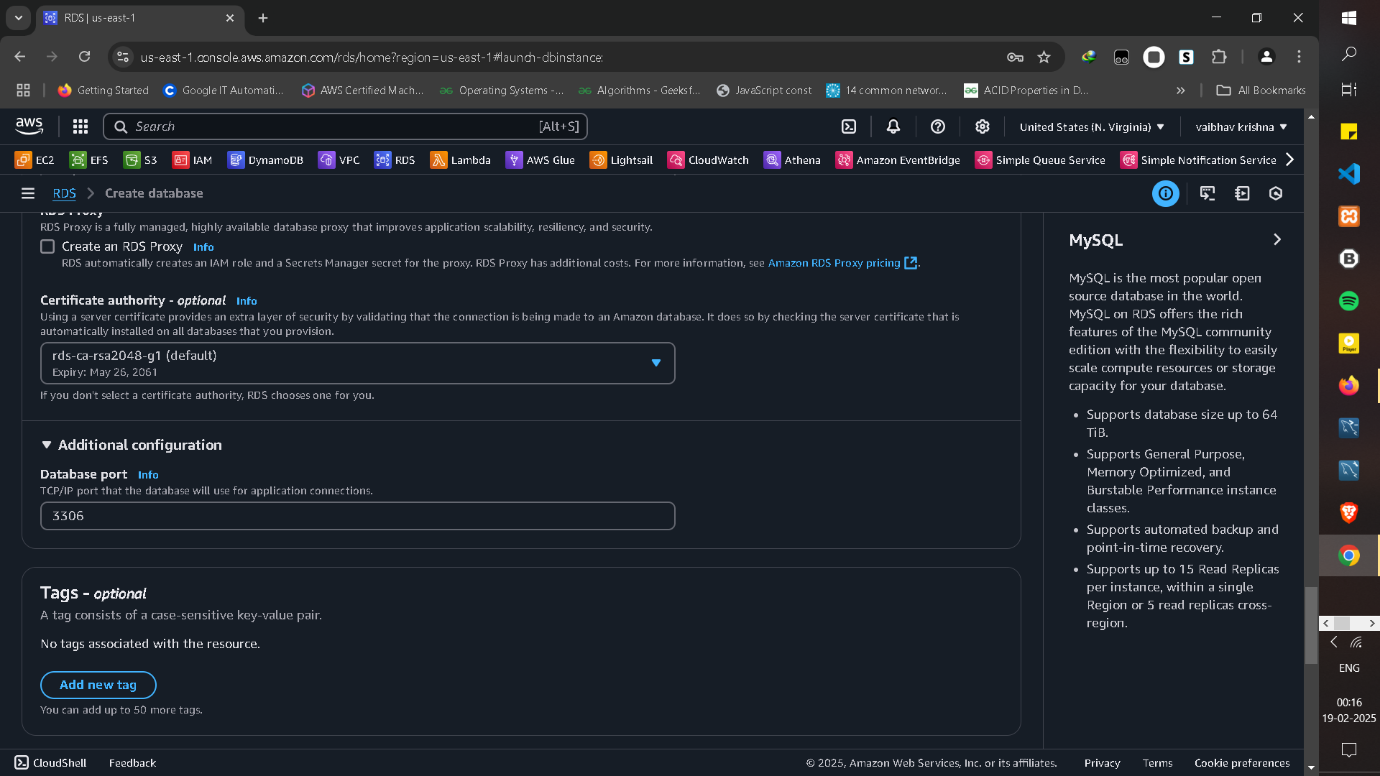 RDS | us-east-1
us-east-1.console.aws.amazon.com/rds/home?region=us-east-1#launch-dbinstance:
Getting Started
Google IT Automati...
AWS Certified Mach...
Operating Systems -...
Algorithms - Geeksf...
JavaScript const
14 common networ...
ACID Properties in D...
»
All Bookmarks
aws
Search
[Alt+S]
United States (N. Virginia)
vaibhav krishna
EC2
EFS
S3
IAM
DynamoDB
VPC
RDS
Lambda
AWS Glue
Lightsail
CloudWatch
Athena
Amazon EventBridge
Simple Queue Service
Simple Notification Service
RDS
Create database
RDS Proxy
RDS Proxy is a fully managed, highly available database proxy that improves application scalability, resiliency, and security.
Create an RDS Proxy Info
RDS automatically creates an IAM role and a Secrets Manager secret for the proxy. RDS Proxy has additional costs. For more information, see Amazon RDS Proxy pricing.
Certificate authority - optional Info
Using a server certificate provides an extra layer of security by validating that the connection is being made to an Amazon database. It does so by checking the server certificate that is
automatically installed on all databases that you provision.
rds-ca-rsa2048-g1 (default)
Expiry: May 26, 2061
If you don't select a certificate authority, RDS chooses one for you.
Additional configuration
Database port Info
TCP/IP port that the database will use for application connections.
3306
Tags - optional
A tag consists of a case-sensitive key-value pair.
No tags associated with the resource.
Add new tag
You can add up to 50 more tags.
MySQL
MySQL is the most popular open
source database in the world.
MySQL on RDS offers the rich
features of the MySQL community
edition with the flexibility to easily
scale compute resources or storage
capacity for your database.
• Supports database size up to 64
TiB.
• Supports General Purpose,
Memory Optimized, and
Burstable Performance instance
classes.
• Supports automated backup and
point-in-time recovery.
• Supports up to 15 Read Replicas
per instance, within a single
Region or 5 read replicas cross-
region.
CloudShell
Feedback
© 2025, Amazon Web Services, Inc. or its affiliates.
Privacy
Terms
Cookie preferences
ENG
00:16
19-02-2025